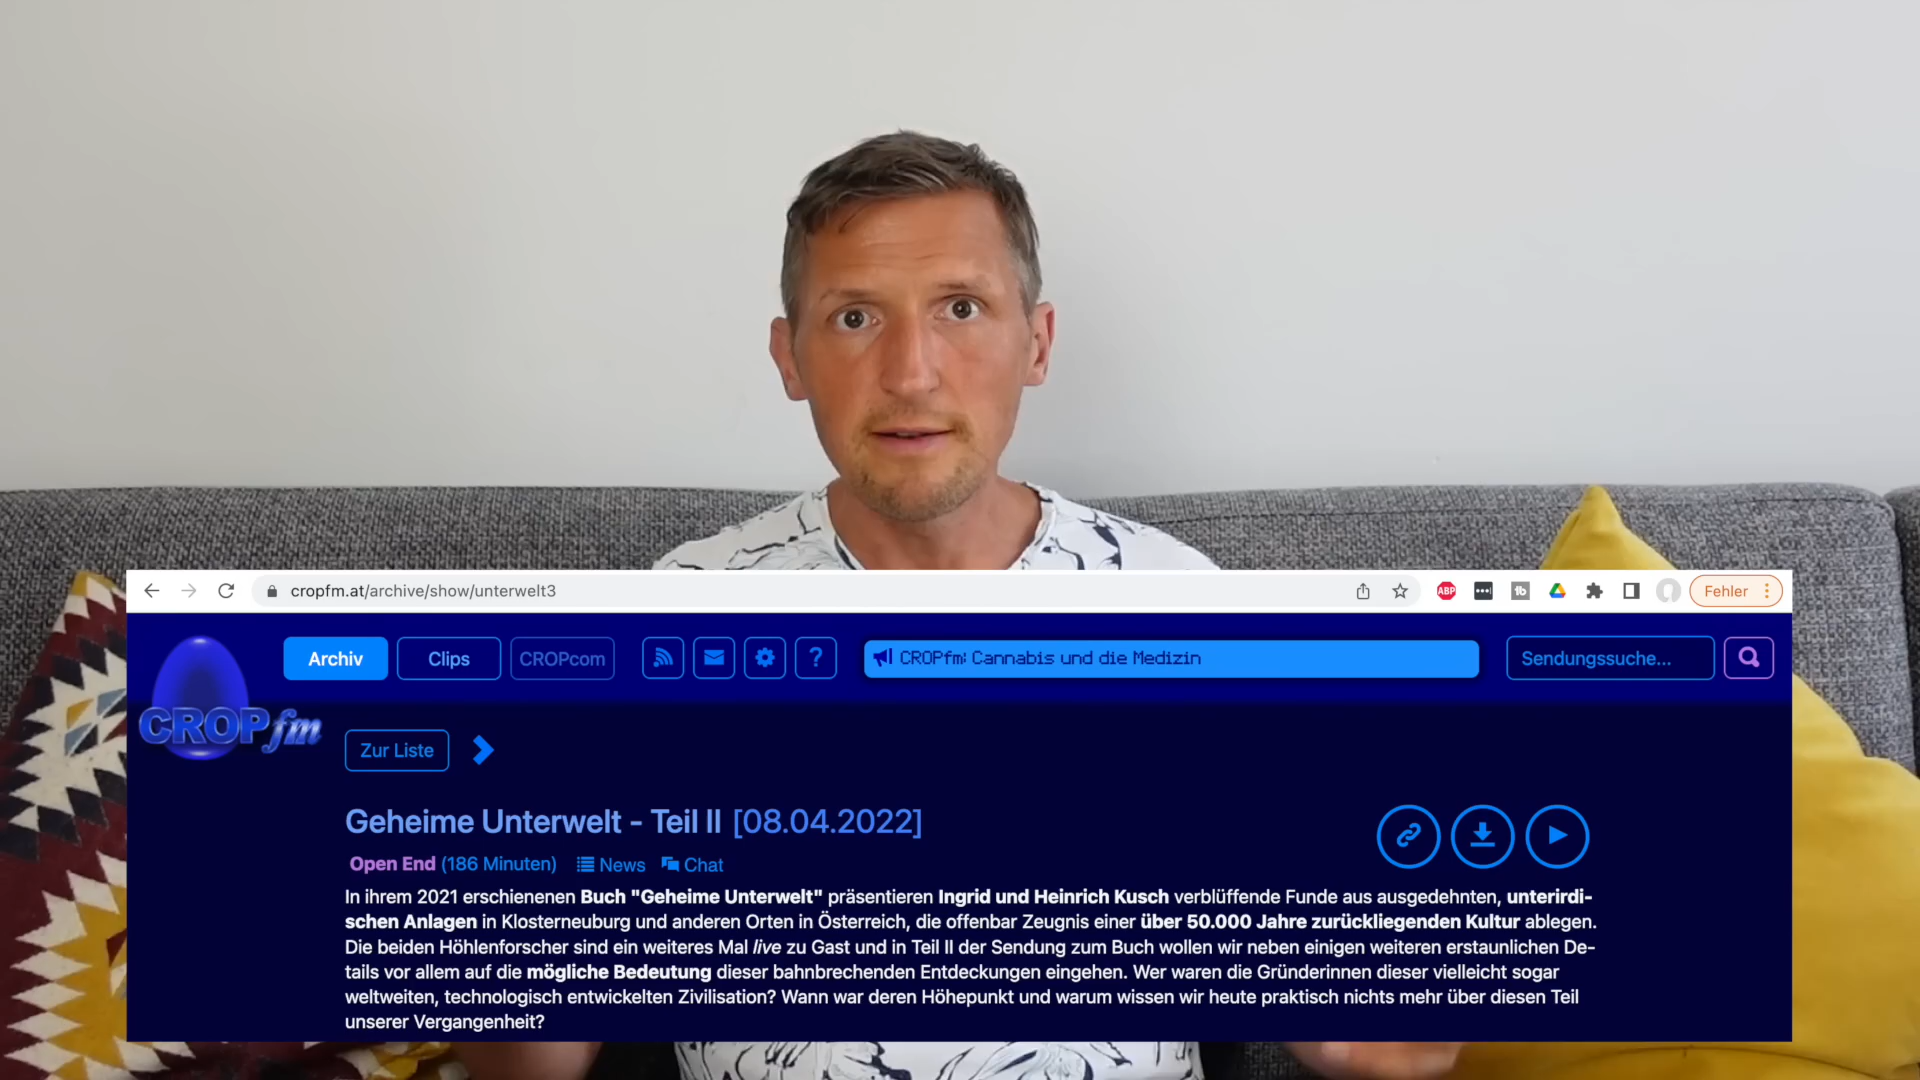 cropfm.at/archive/show/unterwelt3
ABP
tb
Fehler
CROPfm
Archiv
Clips
CROPcom
?
CROPfm: Cannabis und die Medizin
Sendungssuche...
Zur Liste
Geheime Unterwelt - Teil II [08.04.2022]
Open End (186 Minuten) News Chat
In ihrem 2021 erschienenen Buch "Geheime Unterwelt" präsentieren Ingrid und Heinrich Kusch verblüffende Funde aus ausgedehnten, unterirdi-
schen Anlagen in Klosterneuburg und anderen Orten in Österreich, die offenbar Zeugnis einer über 50.000 Jahre zurückliegenden Kultur ablegen.
Die beiden Höhlenforscher sind ein weiteres Mal live zu Gast und in Teil II der Sendung zum Buch wollen wir neben einigen weiteren erstaunlichen De-
tails vor allem auf die mögliche Bedeutung dieser bahnbrechenden Entdeckungen eingehen. Wer waren die Gründerinnen dieser vielleicht sogar
weltweiten, technologisch entwickelten Zivilisation? Wann war deren Höhepunkt und warum wissen wir heute praktisch nichts mehr über diesen Teil
unserer Vergangenheit?